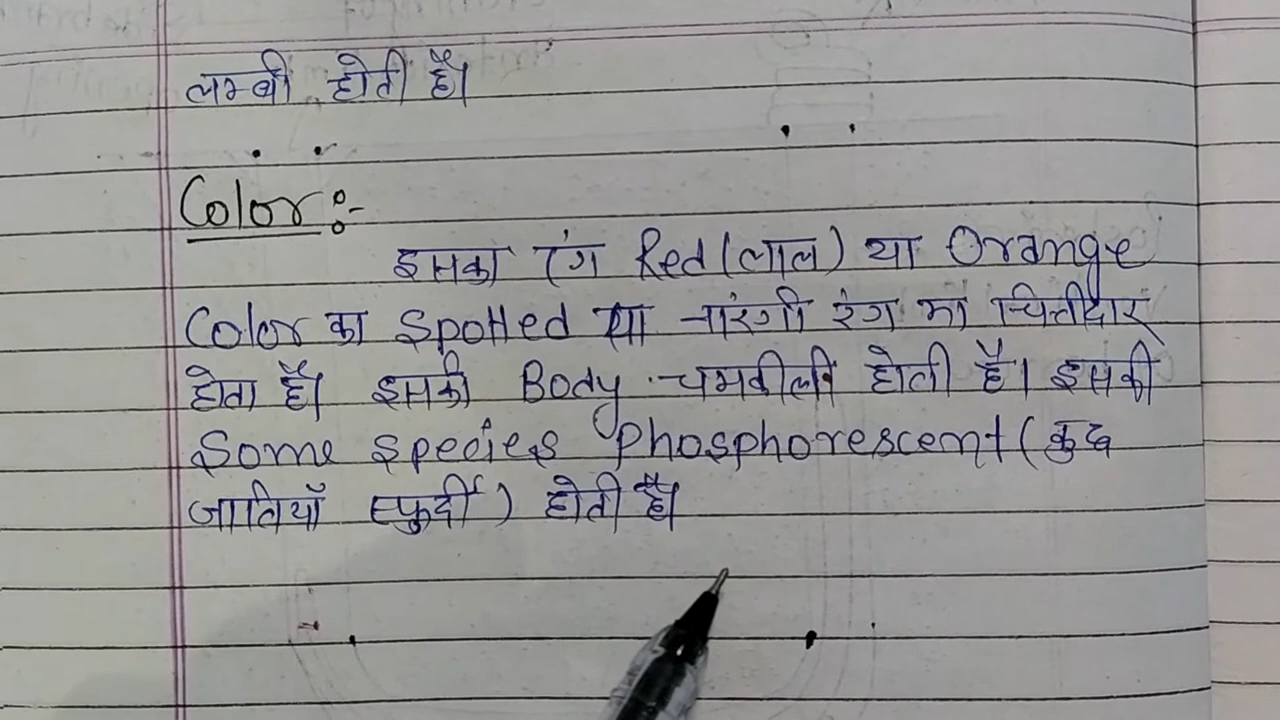 लम्बी होती है।
Color :-
इसका रंग Red (लाल) या Orange
Color का Spotted या नारंगी रंग का चित्तीदार
होता है। इसकी Body चमकीली होती है। इसकी
Some species Phosphorescent (कुछ
जातियाँ स्फुर्दी) होती है।